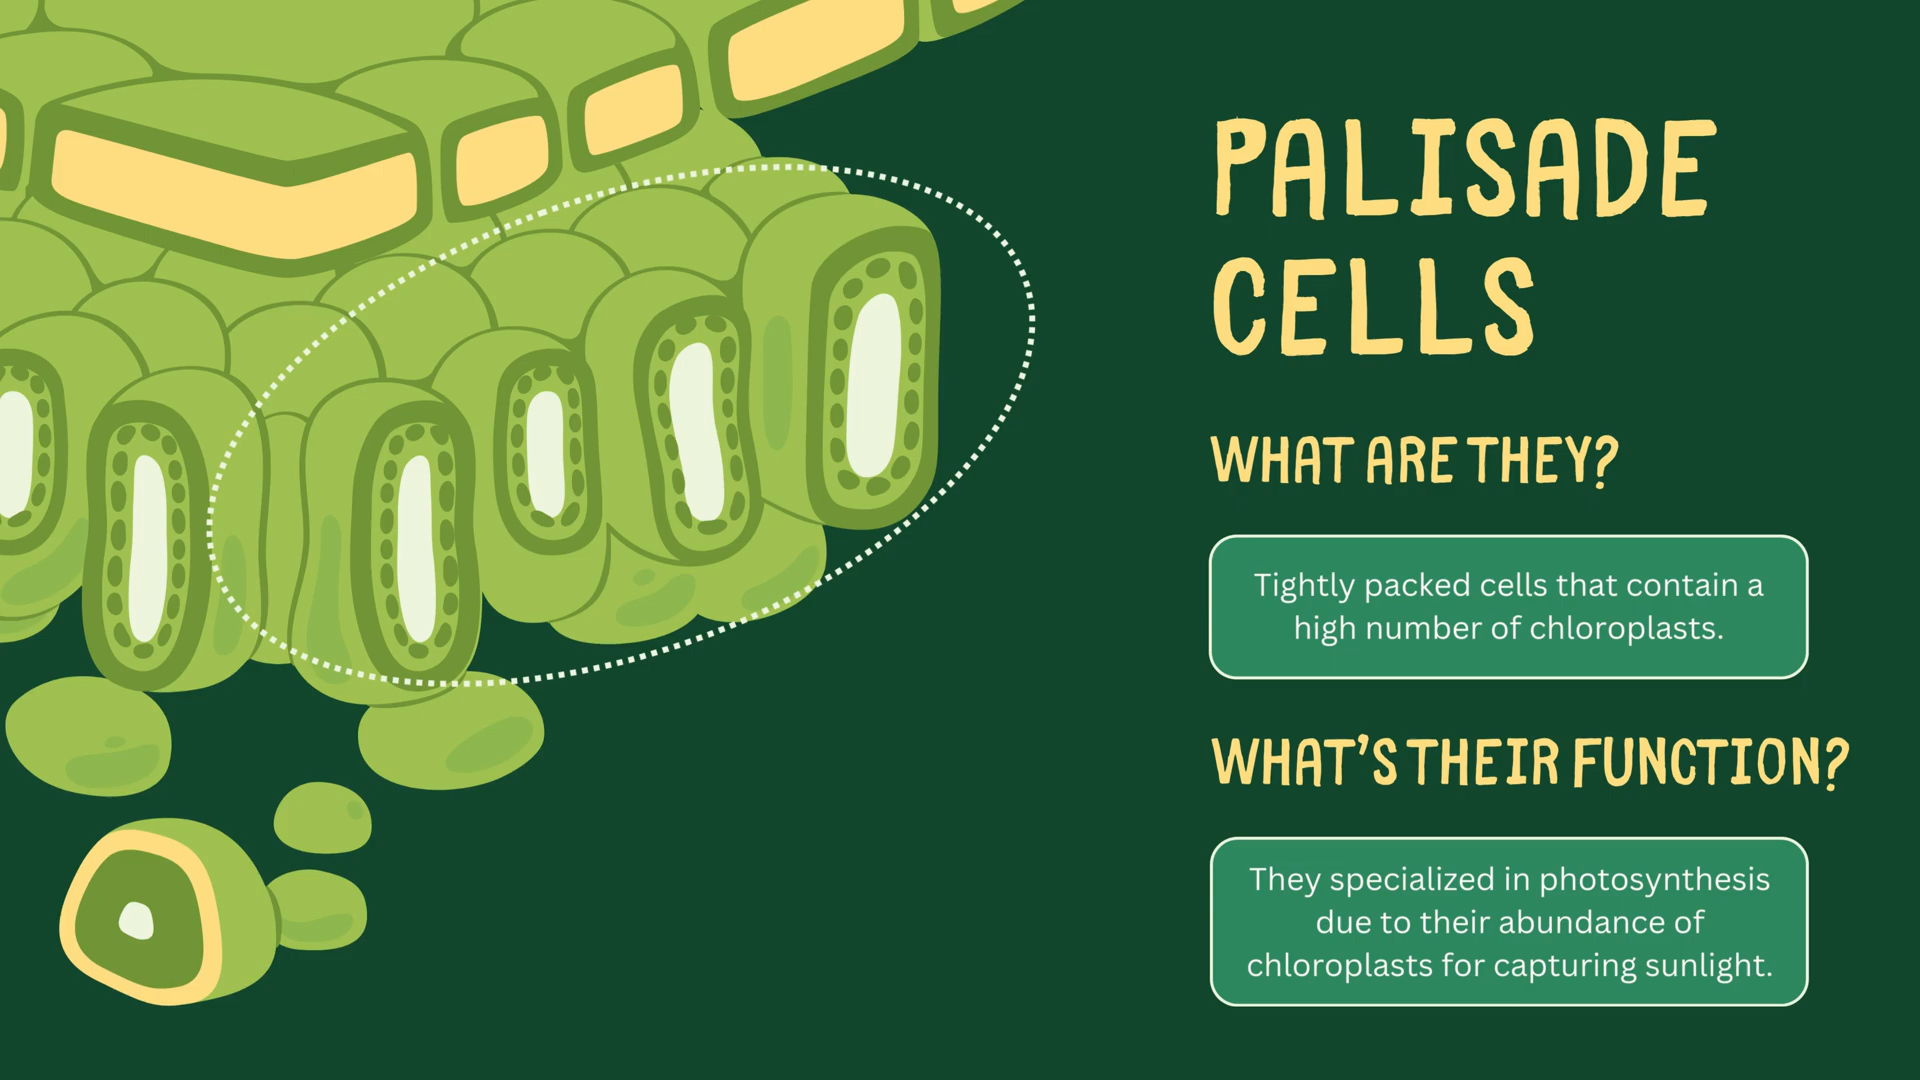 PALISADE
CELLS
WHAT ARE THEY?
Tightly packed cells that contain a
high number of chloroplasts.
WHAT'S THEIR FUNCTION?
They specialized in photosynthesis
due to their abundance of
chloroplasts for capturing sunlight.